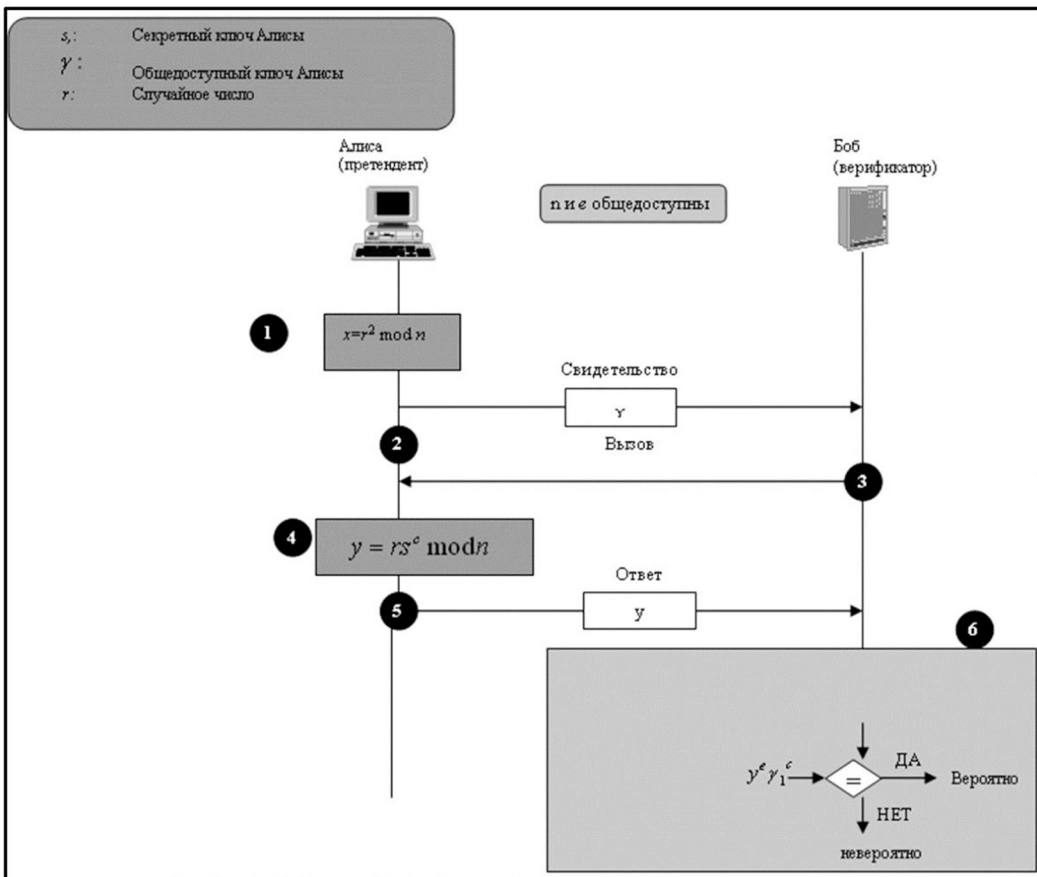 s,: Секретный ключ Алисы
γ : Общедоступный ключ Алисы
r: Случайное число
Алиса
(претендент)
Боб
(верификатор)
n и e общедоступны
1
x=r² mod n
Свидетельство
2
Вызов
3
4
y = rsᶜ modn
Ответ
5
y
6
yᵉγ₁ᶜ
=
ДА
Вероятно
НЕТ
невероятно